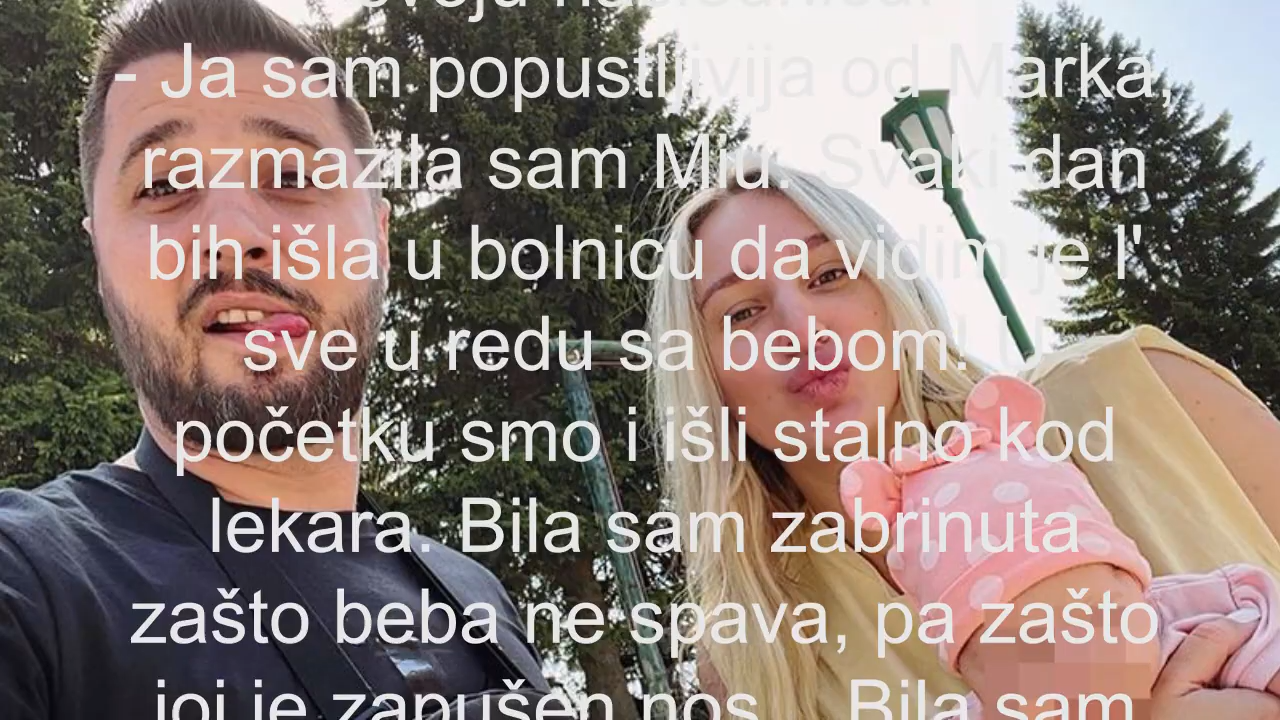 svoju naslednicu!
- Ja sam popustljivija od Marka,
razmazila sam Miu. Svaki dan
bih išla u bolnicu da vidim je l'
sve u redu sa bebom! U
početku smo i išli stalno kod
lekara. Bila sam zabrinuta
zašto beba ne spava, pa zašto
joj je zapušen nos... Bila sam